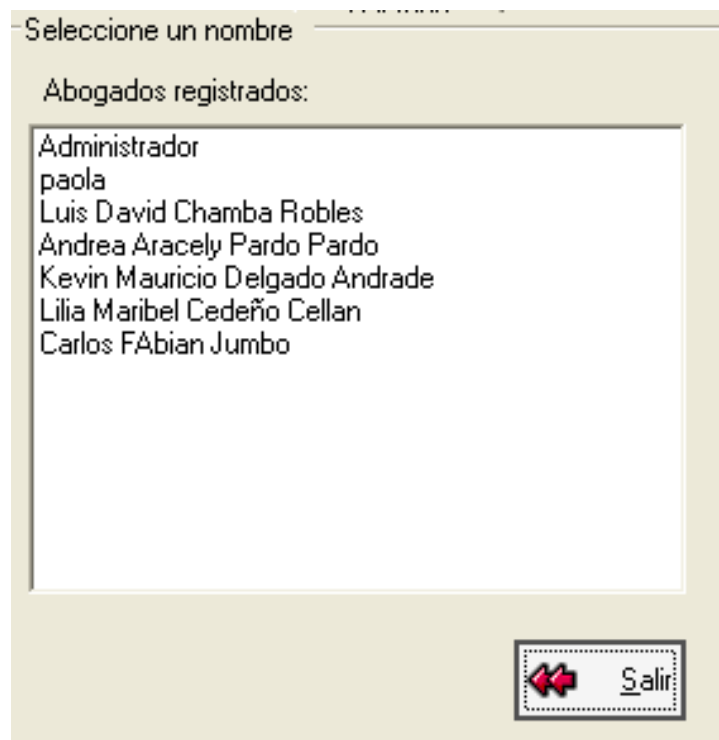 Seleccione un nombre
Abogados registrados:
Administrador
paola
Luis David Chamba Robles
Andrea Aracely Pardo Pardo
Kevin Mauricio Delgado Andrade
Lilia Maribel Cedeño Cellan
Carlos FAbian Jumbo
Salir